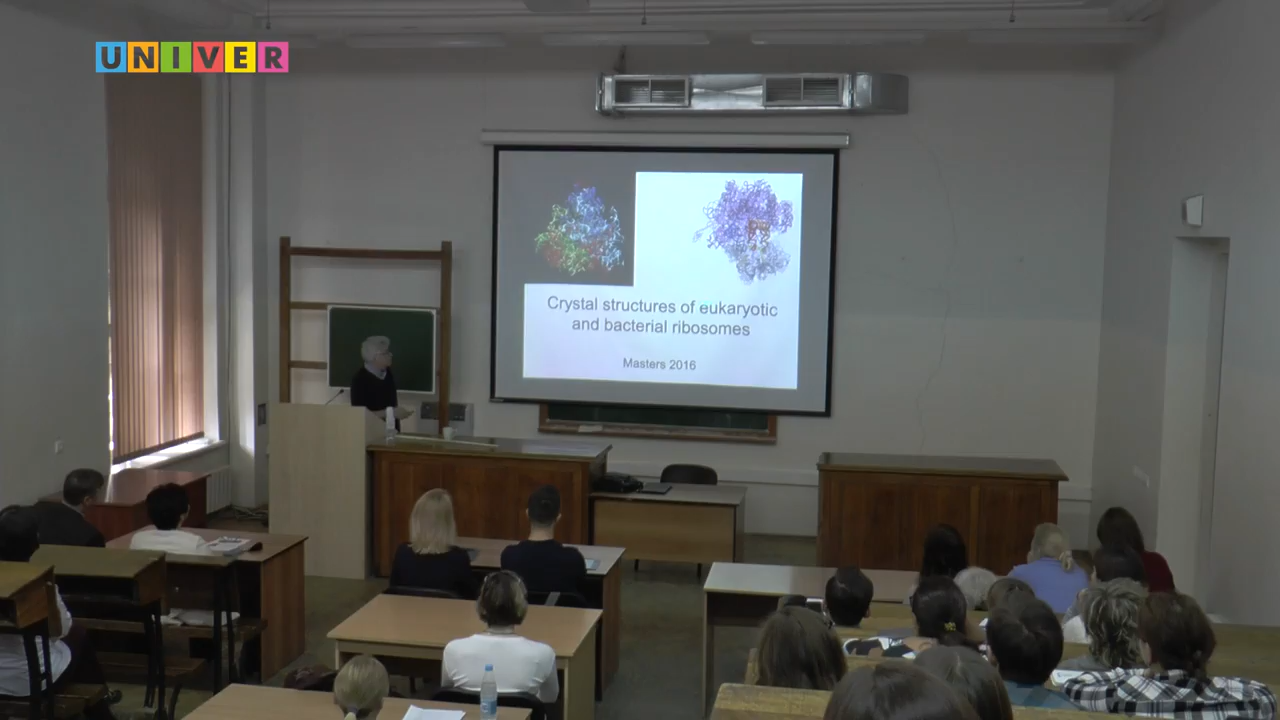 UNIVER
Crystal structures of eukaryotic
and bacterial ribosomes
Masters 2016